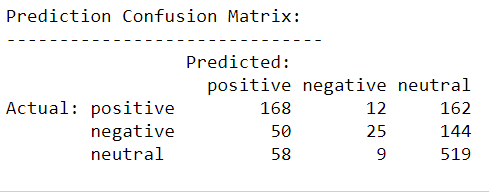 Prediction Confusion Matrix:
------------------------------
Predicted:
positive negative neutral
Actual: positive 168 12 162
negative 50 25 144
neutral 58 9 519